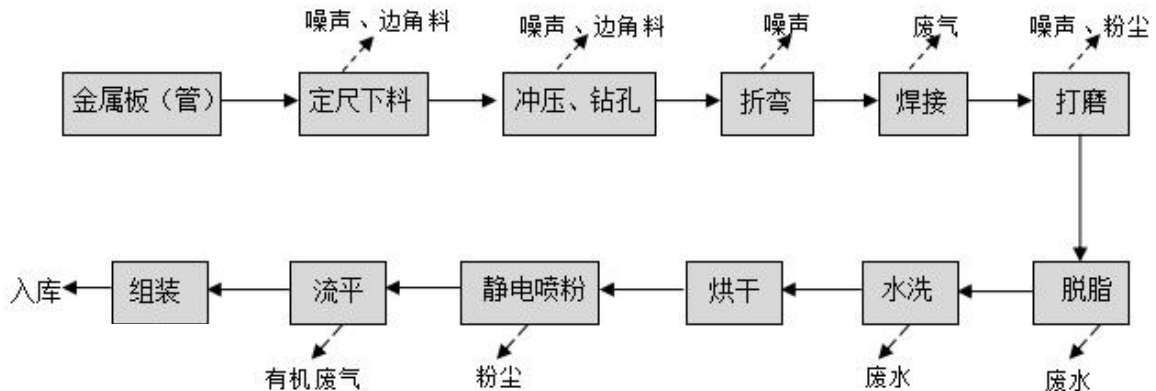 噪声、边角料
噪声、边角料
噪声
废气
噪声、粉尘
金属板（管）
定尺下料
冲压、钻孔
折弯
焊接
打磨
入库
组装
流平
静电喷粉
烘干
水洗
脱脂
有机废气
粉尘
废水
废水